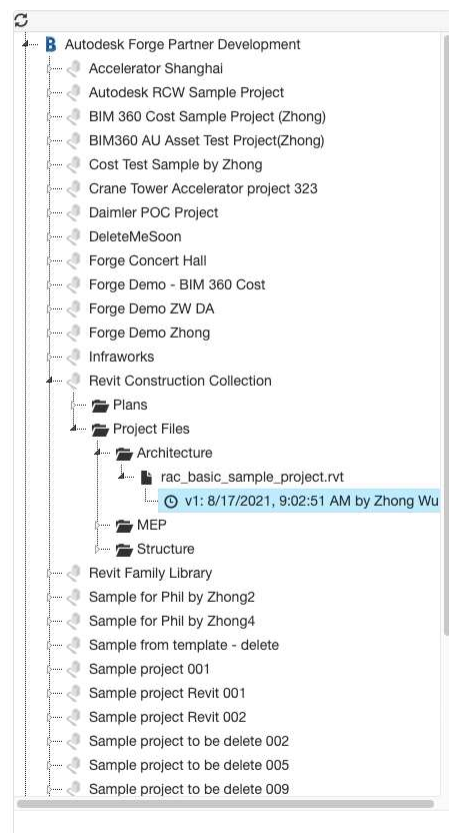 Autodesk Forge Partner Development
Accelerator Shanghai
Autodesk RCW Sample Project
BIM 360 Cost Sample Project (Zhong)
BIM360 AU Asset Test Project(Zhong)
Cost Test Sample by Zhong
Crane Tower Accelerator project 323
Daimler POC Project
DeleteMeSoon
Forge Concert Hall
Forge Demo - BIM 360 Cost
Forge Demo ZW DA
Forge Demo Zhong
Infraworks
Revit Construction Collection
Plans
Project Files
Architecture
rac_basic_sample_project.rvt
v1: 8/17/2021, 9:02:51 AM by Zhong Wu
MEP
Structure
Revit Family Library
Sample for Phil by Zhong2
Sample for Phil by Zhong4
Sample from template - delete
Sample project 001
Sample project Revit 001
Sample project Revit 002
Sample project to be delete 002
Sample project to be delete 005
Sample project to be delete 009